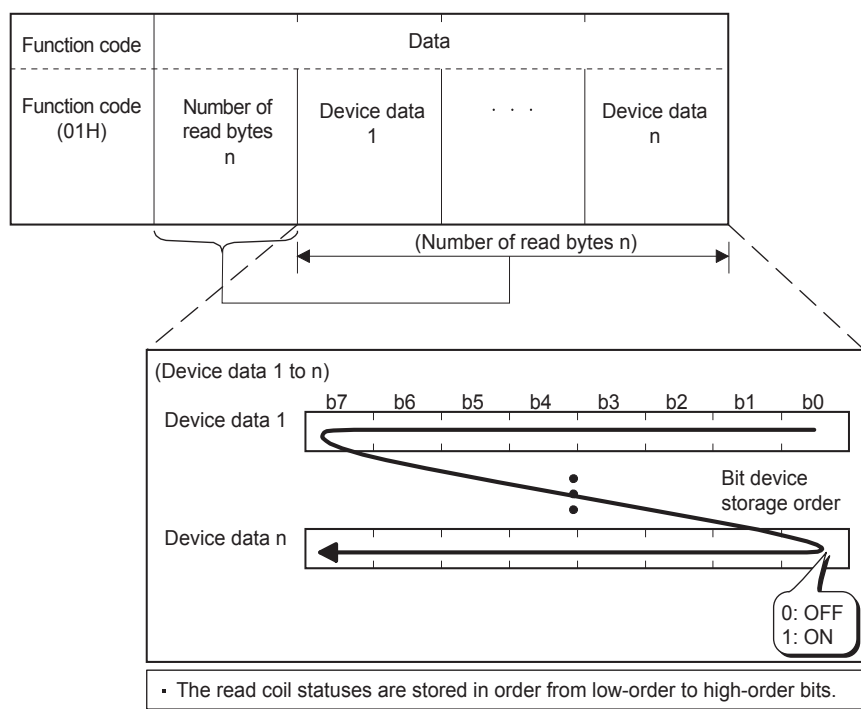 Function code
Data
Function code
(01H)
Number of
read bytes
n
Device data
1
· · ·
Device data
n
(Number of read bytes n)
(Device data 1 to n)
b7 b6 b5 b4 b3 b2 b1 b0
Device data 1
Bit device
storage order
Device data n
0: OFF
1: ON
▪ The read coil statuses are stored in order from low-order to high-order bits.